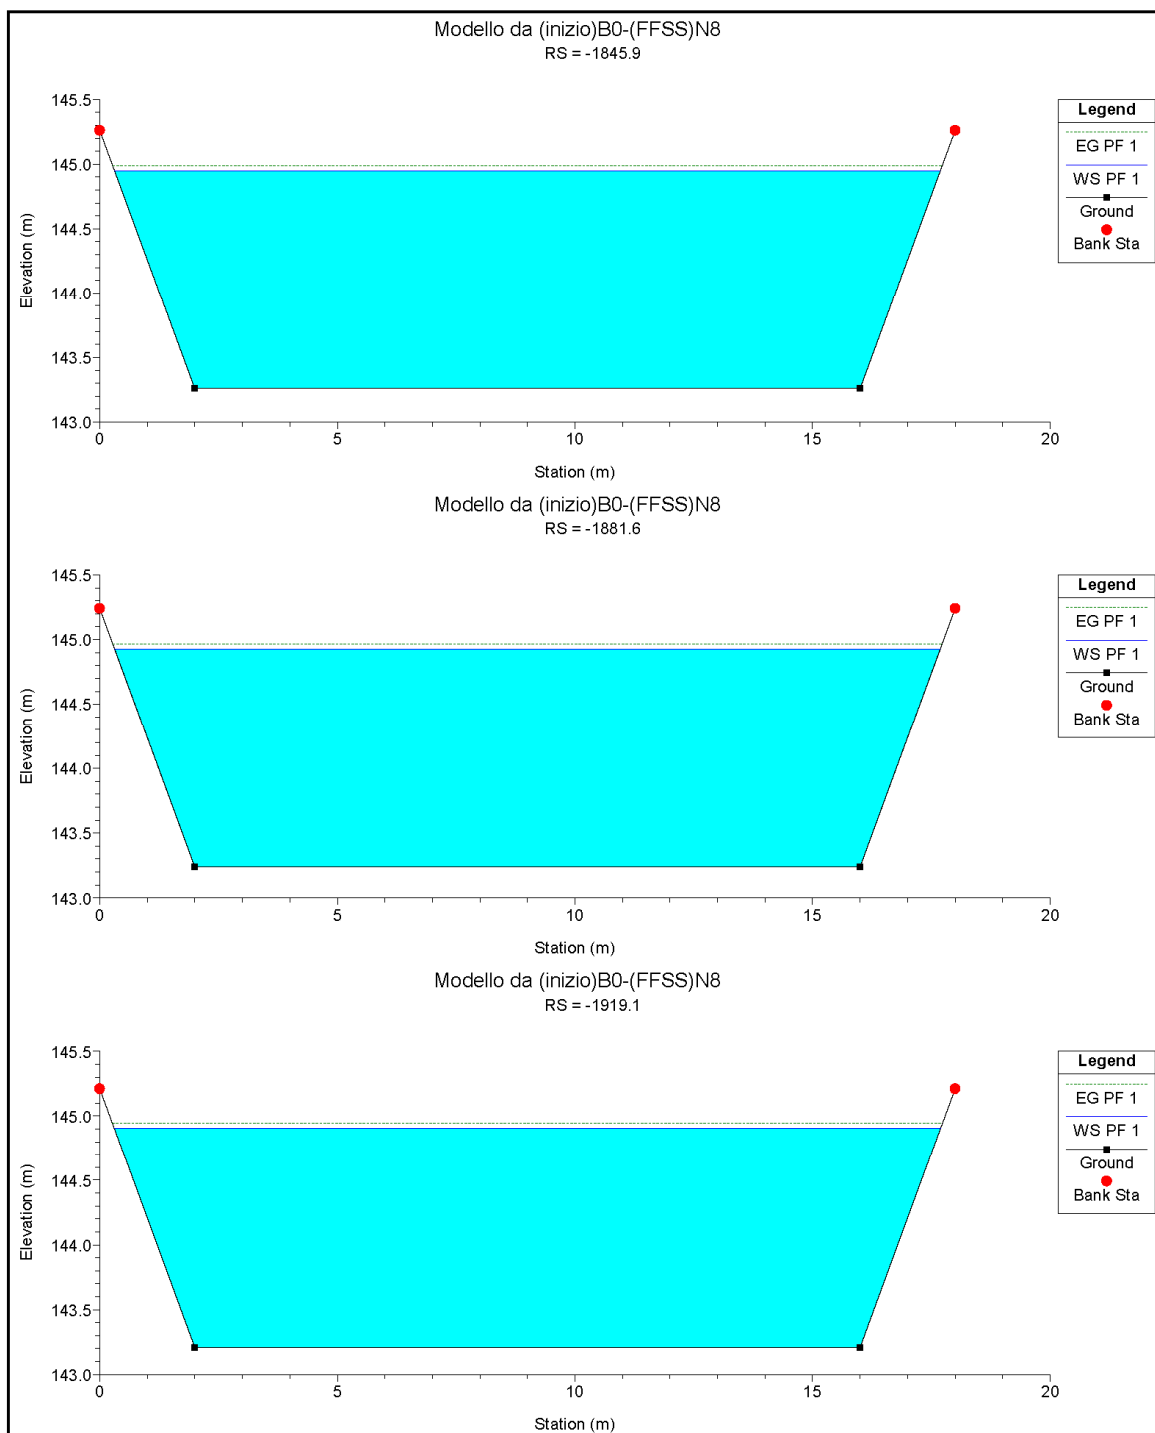 Modello da (inizio)B0-(FFSS)N8
RS = -1845.9
145.5
145.0
144.5
144.0
143.5
143.0
Elevation (m)
0
5
10
15
20
Station (m)
Legend
EG PF 1
WS PF 1
Ground
Bank Sta
Modello da (inizio)B0-(FFSS)N8
RS = -1881.6
145.5
145.0
144.5
144.0
143.5
143.0
Elevation (m)
0
5
10
15
20
Station (m)
Legend
EG PF 1
WS PF 1
Ground
Bank Sta
Modello da (inizio)B0-(FFSS)N8
RS = -1919.1
145.5
145.0
144.5
144.0
143.5
143.0
Elevation (m)
0
5
10
15
20
Station (m)
Legend
EG PF 1
WS PF 1
Ground
Bank Sta